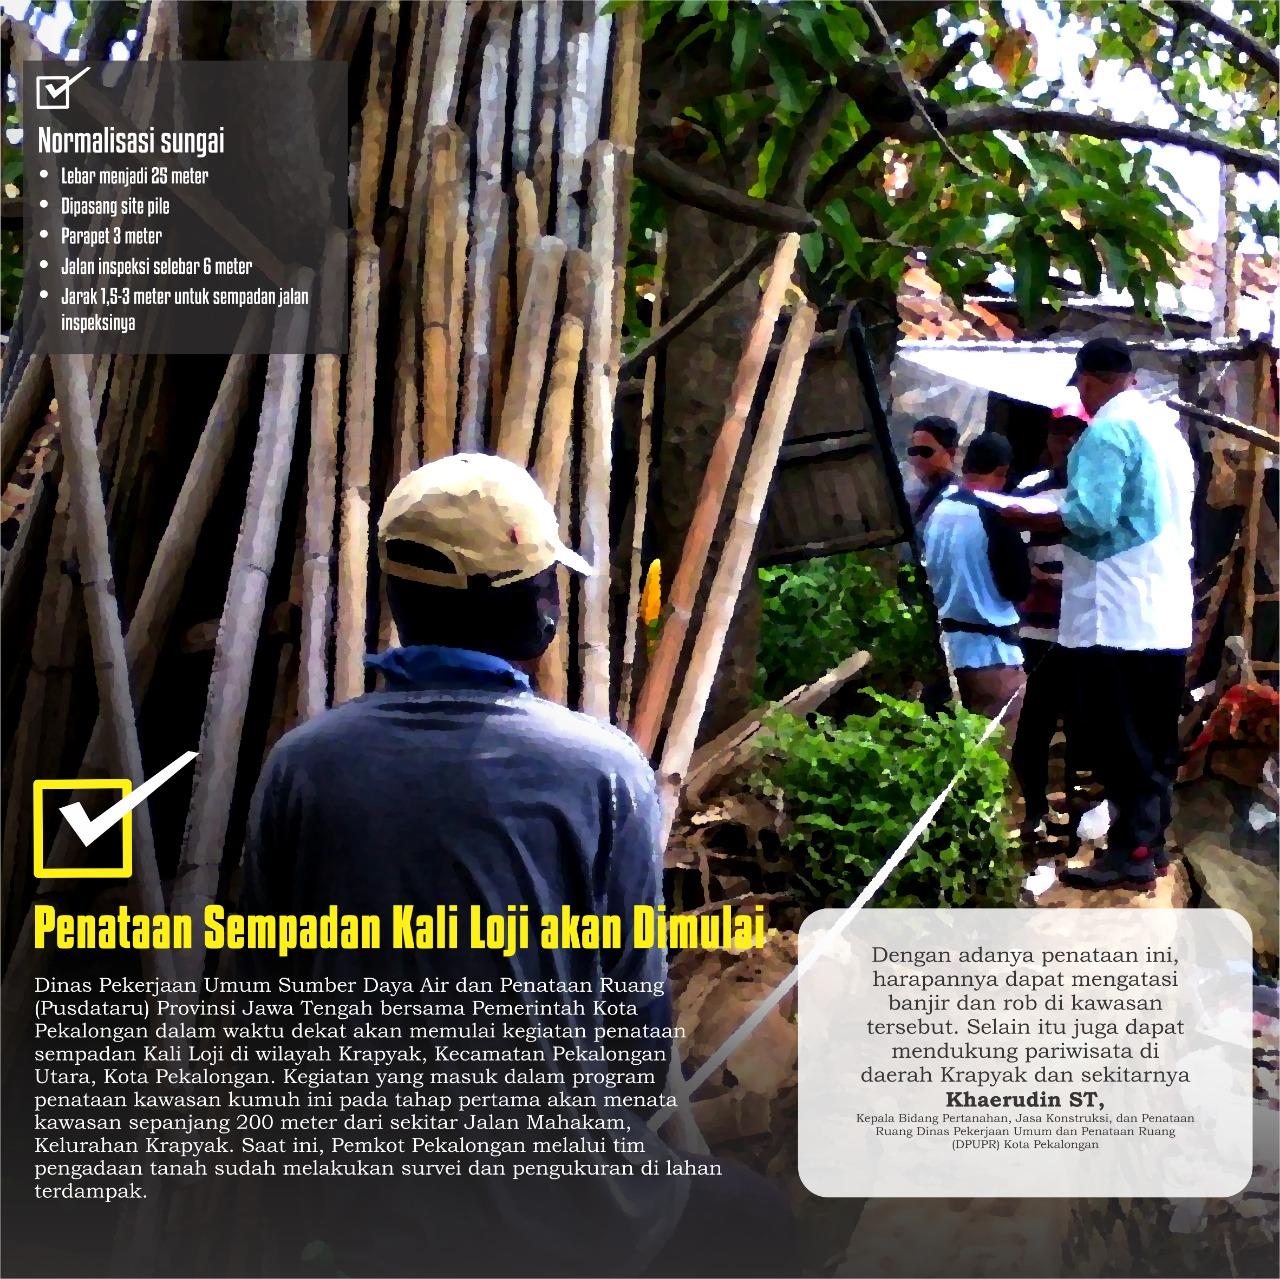 Normalisasi sungai
• Lebar menjadi 25 meter
• Dipasang site pile
• Parapet 3 meter
• Jalan inspeksi selebar 6 meter
• Jarak 1,5-3 meter untuk sempadan jalan
inspeksinya
Penataan Sempadan Kali Loji akan Dimulai
Dinas Pekerjaan Umum Sumber Daya Air dan Penataan Ruang
(Pusdataru) Provinsi Jawa Tengah bersama Pemerintah Kota
Pekalongan dalam waktu dekat akan memulai kegiatan penataan
sempadan Kali Loji di wilayah Krapyak, Kecamatan Pekalongan
Utara, Kota Pekalongan. Kegiatan yang masuk dalam program
penataan kawasan kumuh ini pada tahap pertama akan menata
kawasan sepanjang 200 meter dari sekitar Jalan Mahakam,
Kelurahan Krapyak. Saat ini, Pemkot Pekalongan melalui tim
pengadaan tanah sudah melakukan survei dan pengukuran di lahan
terdampak.
Dengan adanya penataan ini,
harapannya dapat mengatasi
banjir dan rob di kawasan
tersebut. Selain itu juga dapat
mendukung pariwisata di
daerah Krapyak dan sekitarnya
Khaerudin ST,
Kepala Bidang Pertanahan, Jasa Konstruksi, dan Penataan
Ruang Dinas Pekerjaan Umum dan Penataan Ruang
(DPUPR) Kota Pekalongan